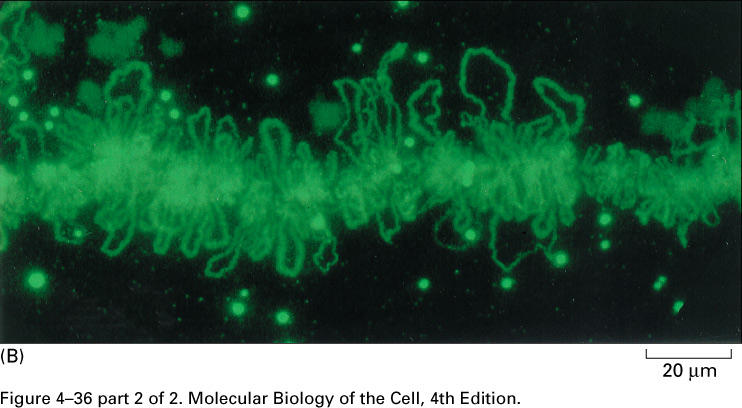 (B)
20 μm
Figure 4–36 part 2 of 2. Molecular Biology of the Cell, 4th Edition.